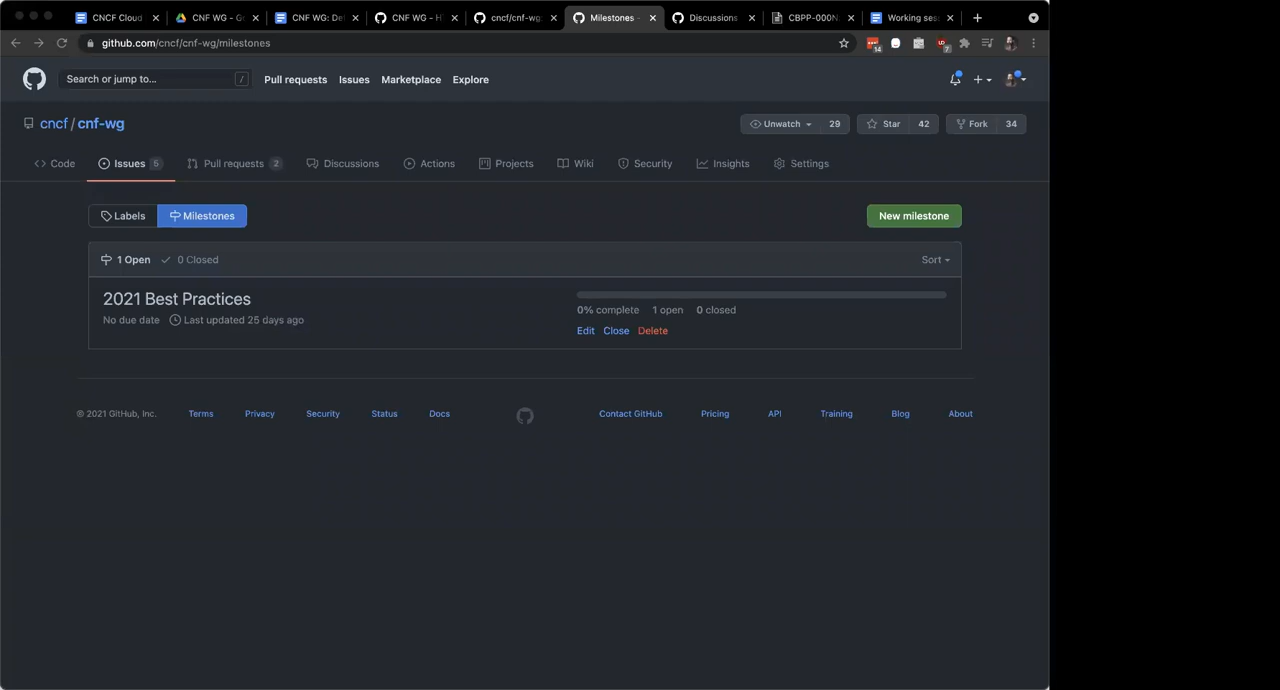 CNCF Cloud
CNF WG - Go
CNF WG: Def
CNF WG - H
cncf/cnf-wg:
Milestones -
Discussions
CBPP-000N
Working ses
github.com/cncf/cnf-wg/milestones
14
7
Search or jump to... /
Pull requests
Issues
Marketplace
Explore
cncf / cnf-wg
Unwatch 29
Star 42
Fork 34
Code
Issues 5
Pull requests 2
Discussions
Actions
Projects
Wiki
Security
Insights
Settings
Labels
Milestones
New milestone
1 Open
0 Closed
Sort
2021 Best Practices
No due date
Last updated 25 days ago
0% complete 1 open 0 closed
Edit Close Delete
© 2021 GitHub, Inc.
Terms
Privacy
Security
Status
Docs
Contact GitHub
Pricing
API
Training
Blog
About